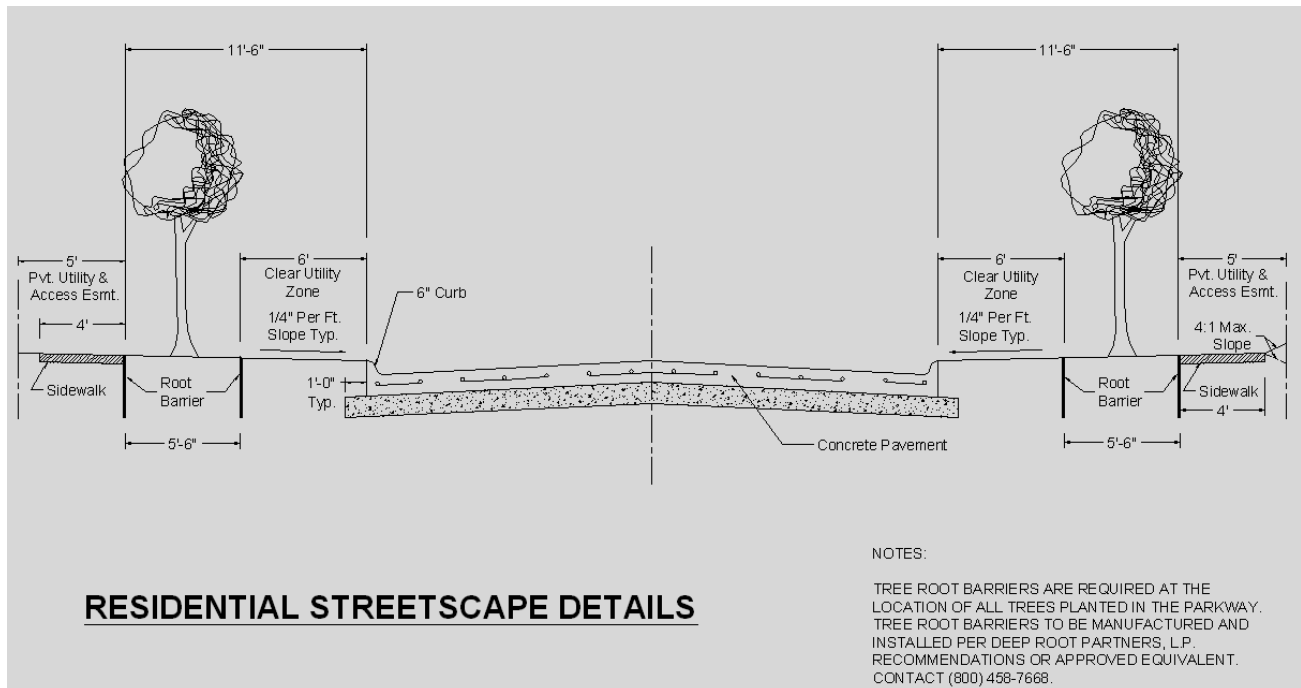 11'-6"
11'-6"
5'
Pvt. Utility &
Access Esmt.
4'
6'
Clear Utility
Zone
1/4" Per Ft.
Slope Typ.
6" Curb
6'
Clear Utility
Zone
1/4" Per Ft.
Slope Typ.
5'
Pvt. Utility &
Access Esmt.
4:1 Max.
Slope
Sidewalk
Root
Barrier
1'-0"
Typ.
5'-6"
Concrete Pavement
Root
Barrier
Sidewalk
4'
5'-6"
RESIDENTIAL STREETSCAPE DETAILS
NOTES:
TREE ROOT BARRIERS ARE REQUIRED AT THE
LOCATION OF ALL TREES PLANTED IN THE PARKWAY.
TREE ROOT BARRIERS TO BE MANUFACTURED AND
INSTALLED PER DEEP ROOT PARTNERS, L.P.
RECOMMENDATIONS OR APPROVED EQUIVALENT.
CONTACT (800) 458-7668.